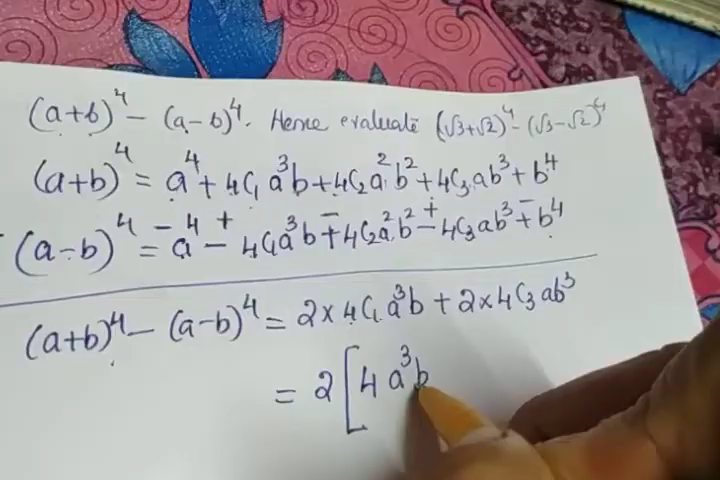 (a+b)⁴ - (a-b)⁴. Hence evaluate (√3+√2)⁴ - (√3-√2)⁴
(a+b)⁴ = a⁴ + 4C₁ a³b + 4C₂ a²b² + 4C₃ ab³ + b⁴
-(a-b)⁴ = a⁴ - 4C₁a³b + 4C₂a²b² - 4C₃ab³ + b⁴
(a+b)⁴ - (a-b)⁴ = 2×4C₁ a³b + 2×4C₃ ab³
= 2[4a³b